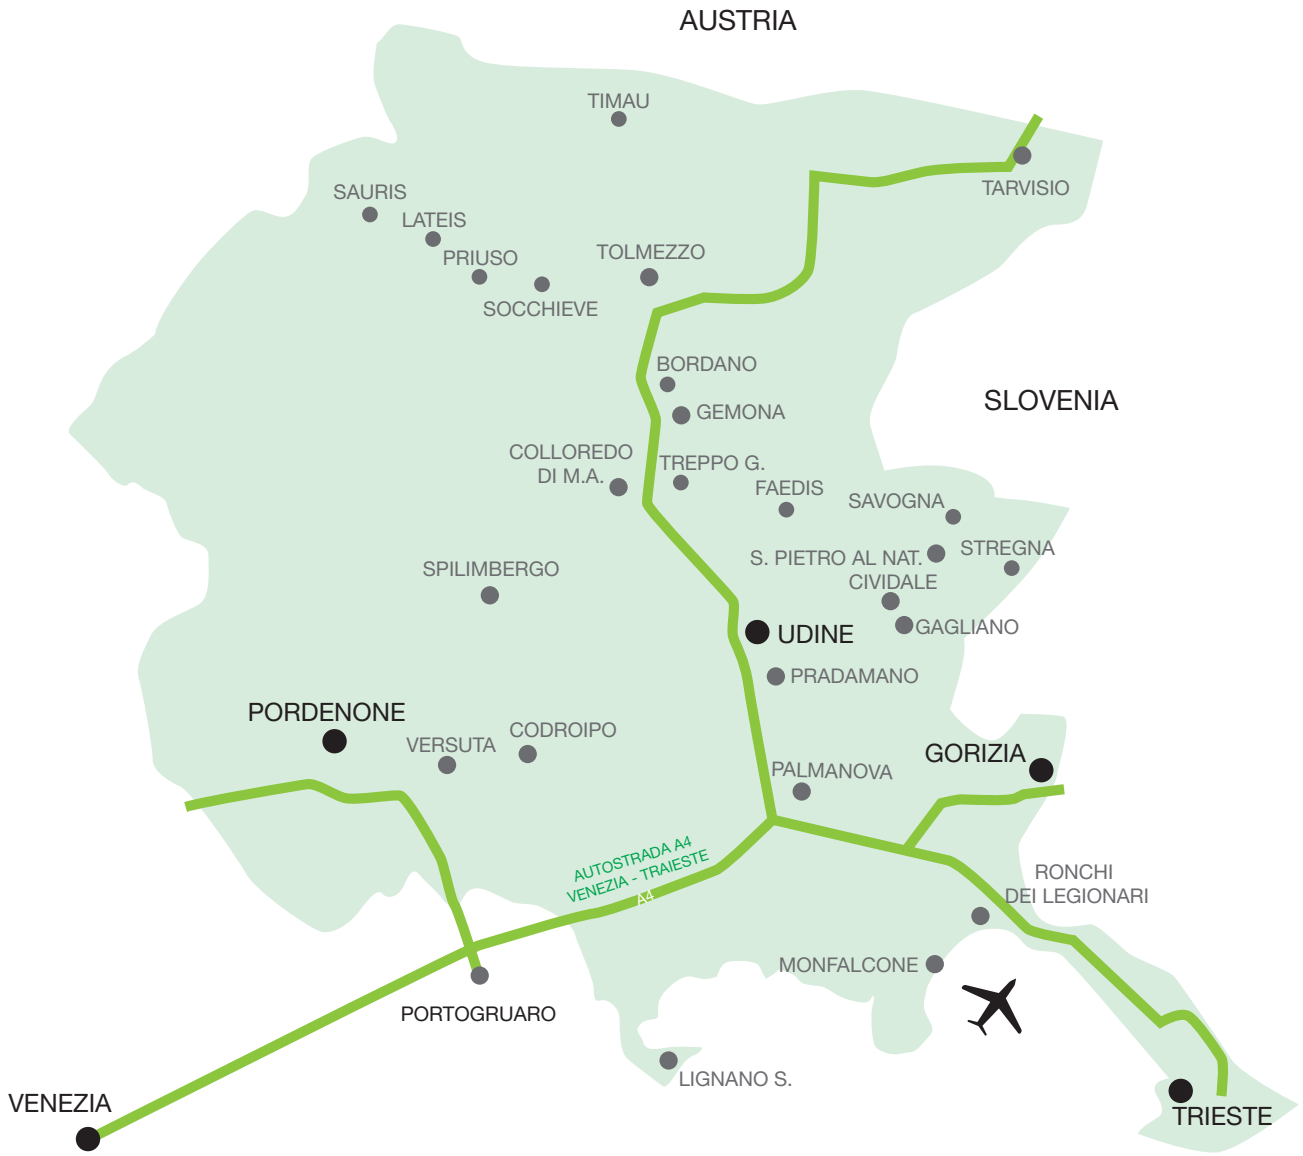 AUSTRIA
TIMAU
TARVISIO
SAURIS
LATEIS
PRIUSO
TOLMEZZO
SOCCHIEVE
BORDANO
SLOVENIA
GEMONA
COLLOREDO
DI M.A.
TREPPO G.
FAEDIS
SAVOGNA
S. PIETRO AL NAT.
STREGNA
SPILIMBERGO
CIVIDALE
GAGLIANO
UDINE
PRADAMANO
PORDENONE
VERSUTA
CODROIPO
GORIZIA
PALMANOVA
AUTOSTRADA A4
VENEZIA - TRAIESTE
A4
RONCHI
DEI LEGIONARI
MONFALCONE
PORTOGRUARO
LIGNANO S.
VENEZIA
TRIESTE